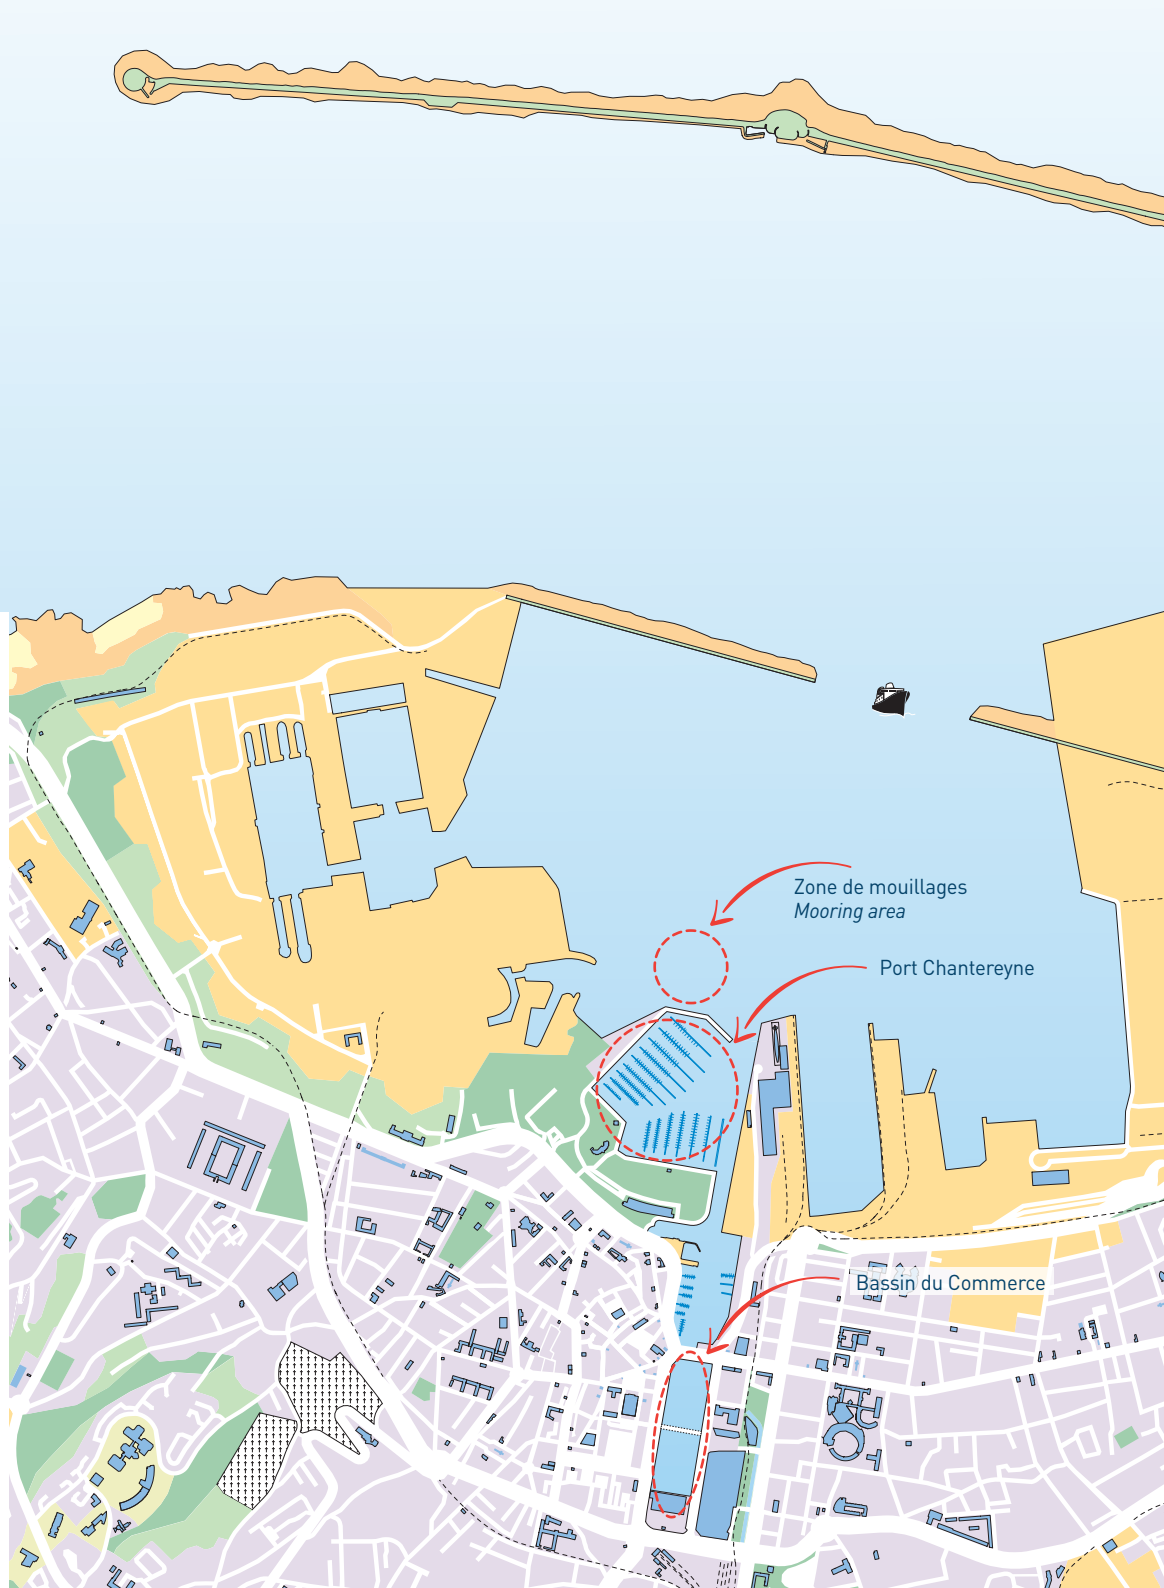 Zone de mouillages
Mooring area
Port Chantereyne
Bassin du Commerce